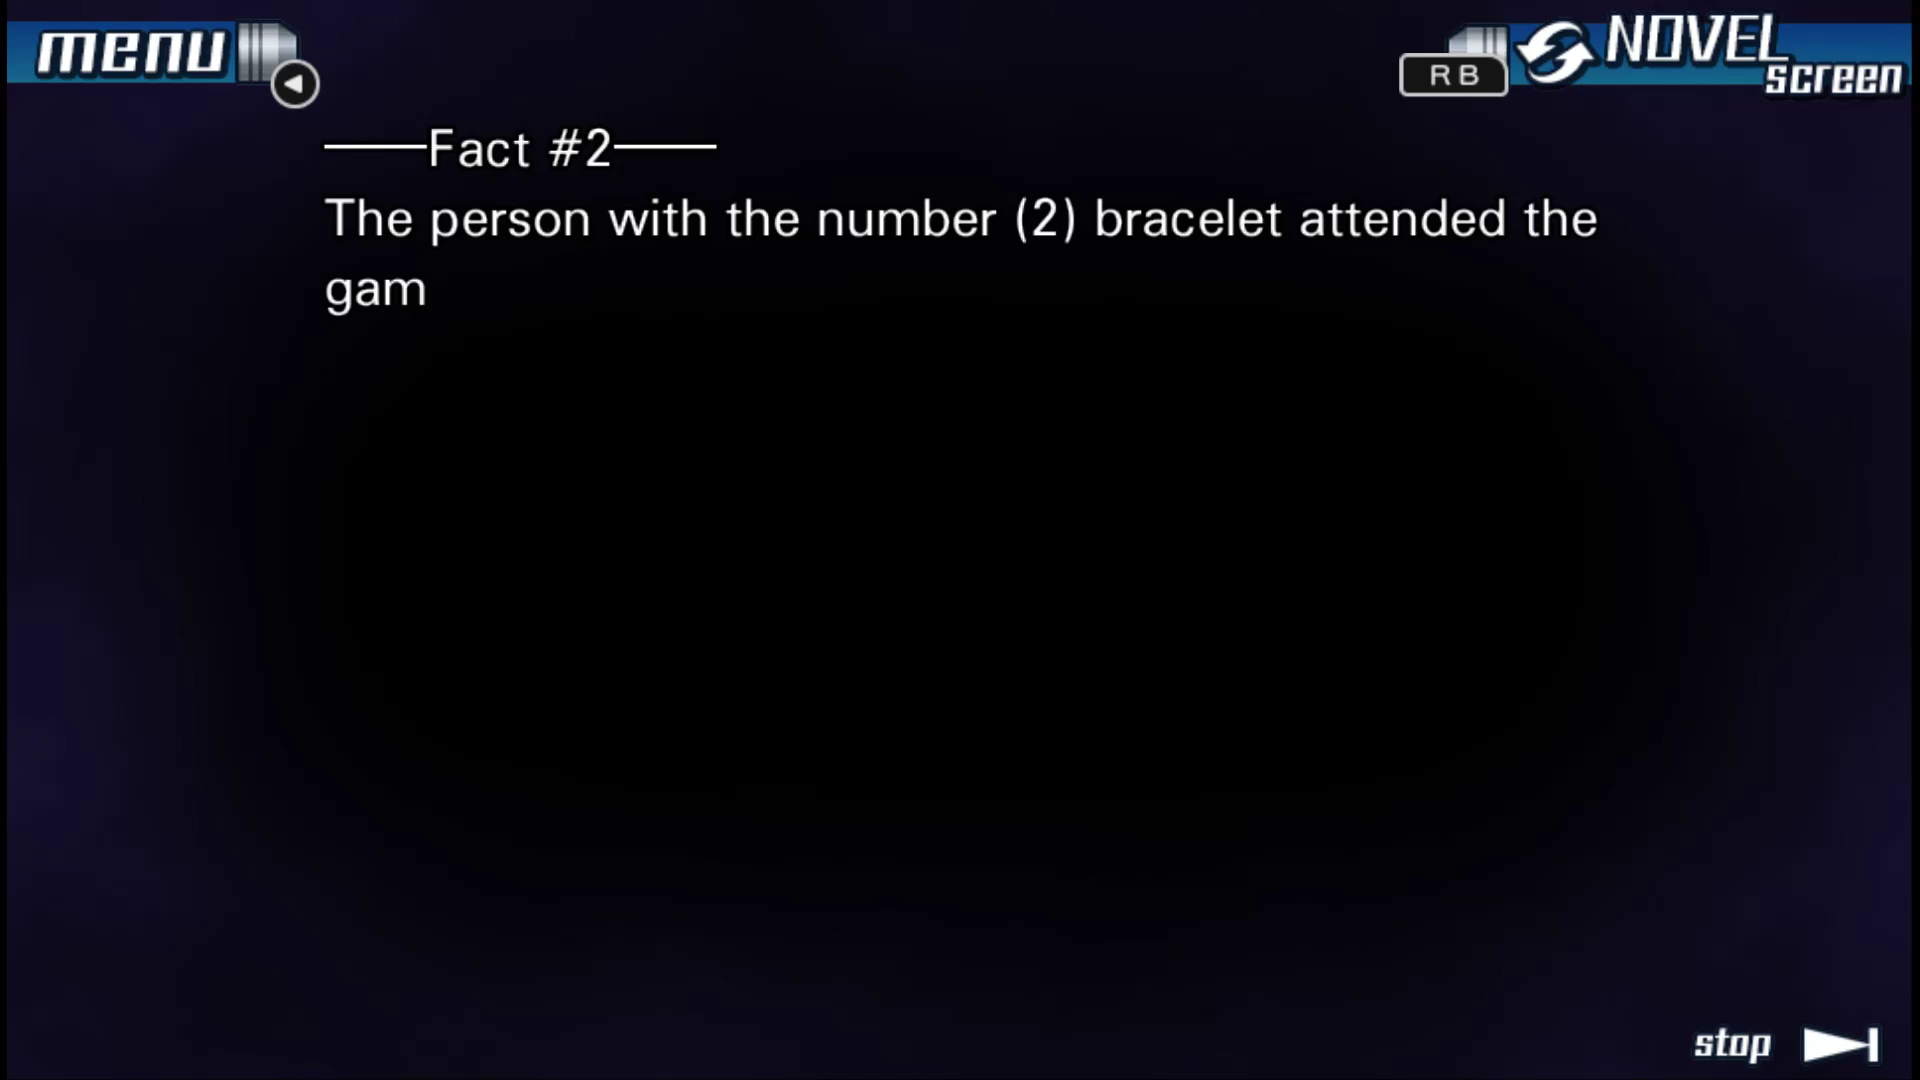 menu
RB
NOVEL
screen
——Fact #2——
The person with the number (2) bracelet attended the
gam
stop